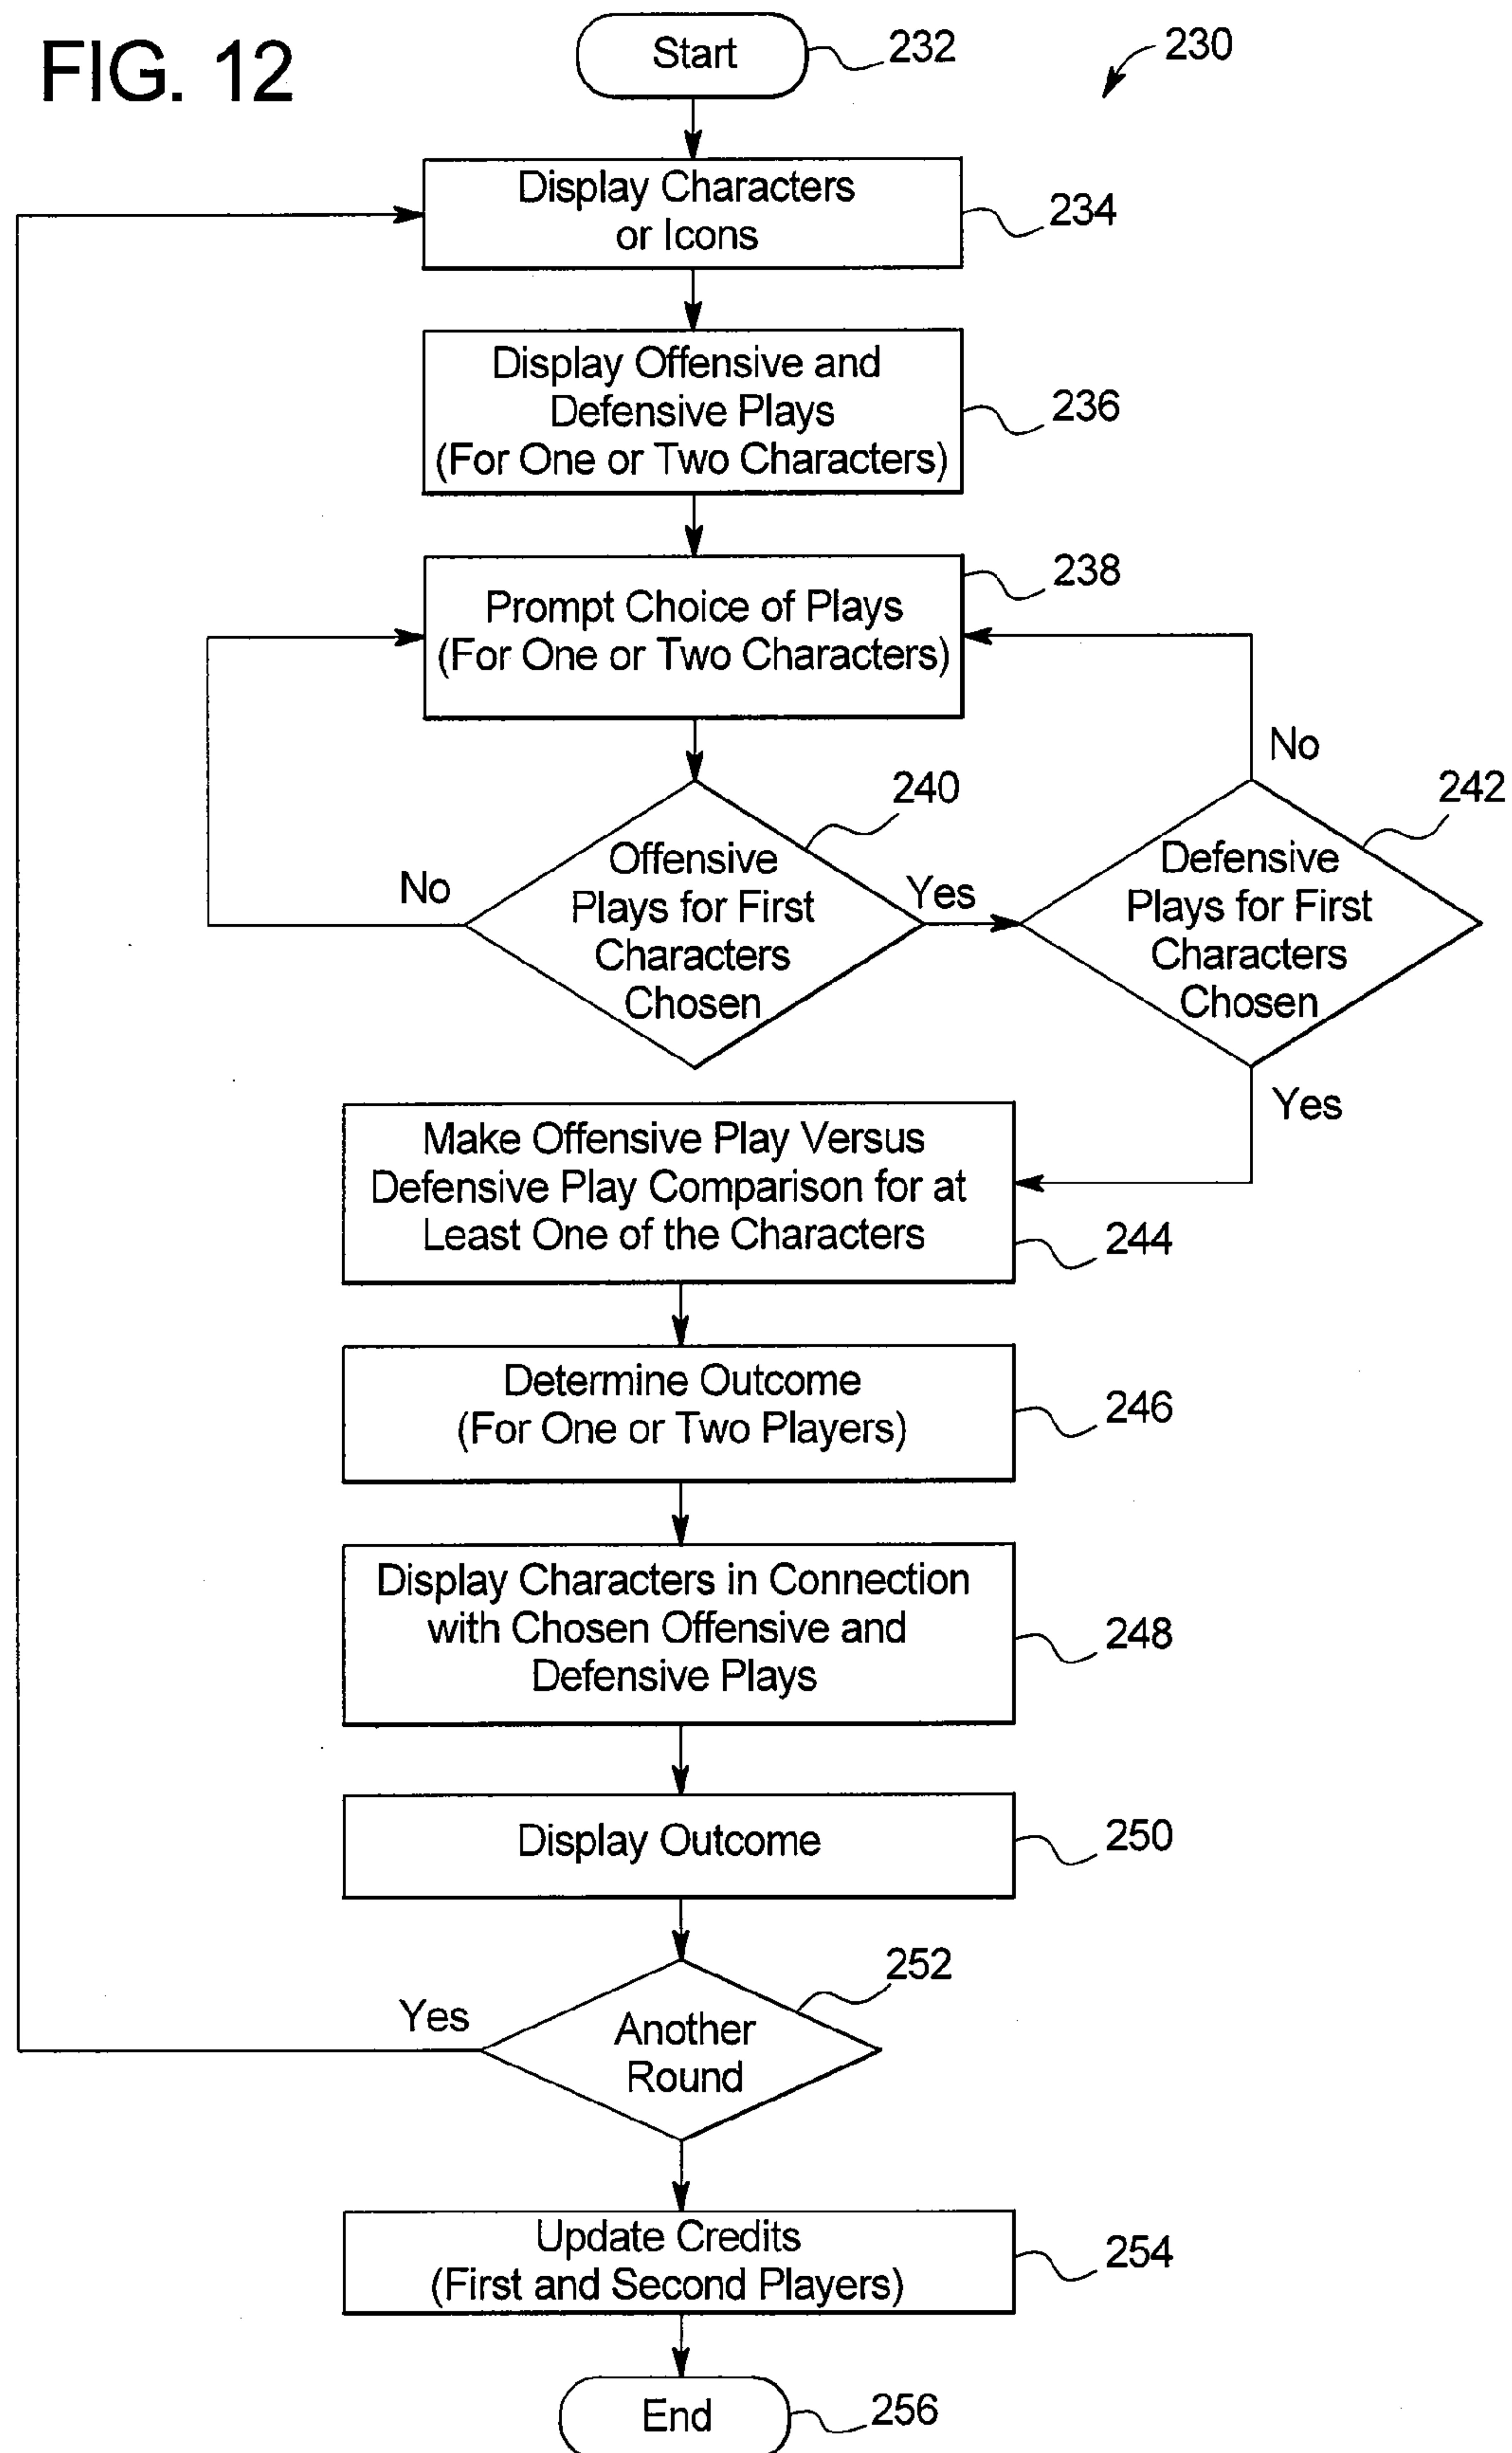 FIG. 12
Start
232
230
Display Characters
or Icons
234
Display Offensive and
Defensive Plays
(For One or Two Characters)
236
Prompt Choice of Plays
(For One or Two Characters)
238
No
240
Offensive
Plays for First
Characters
Chosen
No
Yes
242
Defensive
Plays for First
Characters
Chosen
Yes
Make Offensive Play Versus
Defensive Play Comparison for at
Least One of the Characters
244
Determine Outcome
(For One or Two Players)
246
Display Characters in Connection
with Chosen Offensive and
Defensive Plays
248
Display Outcome
250
252
Yes
Another
Round
Update Credits
(First and Second Players)
254
End
256